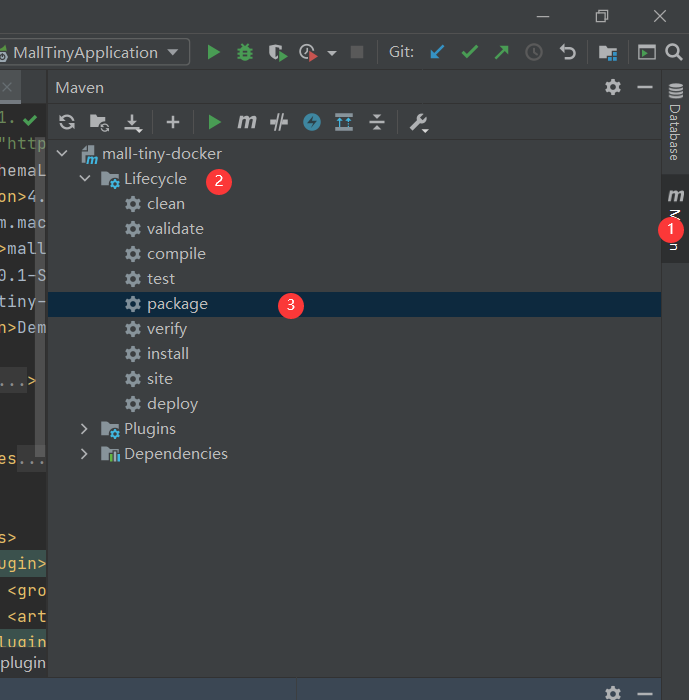 MallTinyApplication
Git:
Maven
Database
mall-tiny-docker
Lifecycle
2
clean
validate
1
compile
test
package
3
verify
install
site
deploy
Plugins
Dependencies
1.
"http
hemaL
on>4.
m.mac
>mall
0.1-S
tiny-
n>Dem
...>
es...
s>
ugin>
<gro
<art
lugin
plugin